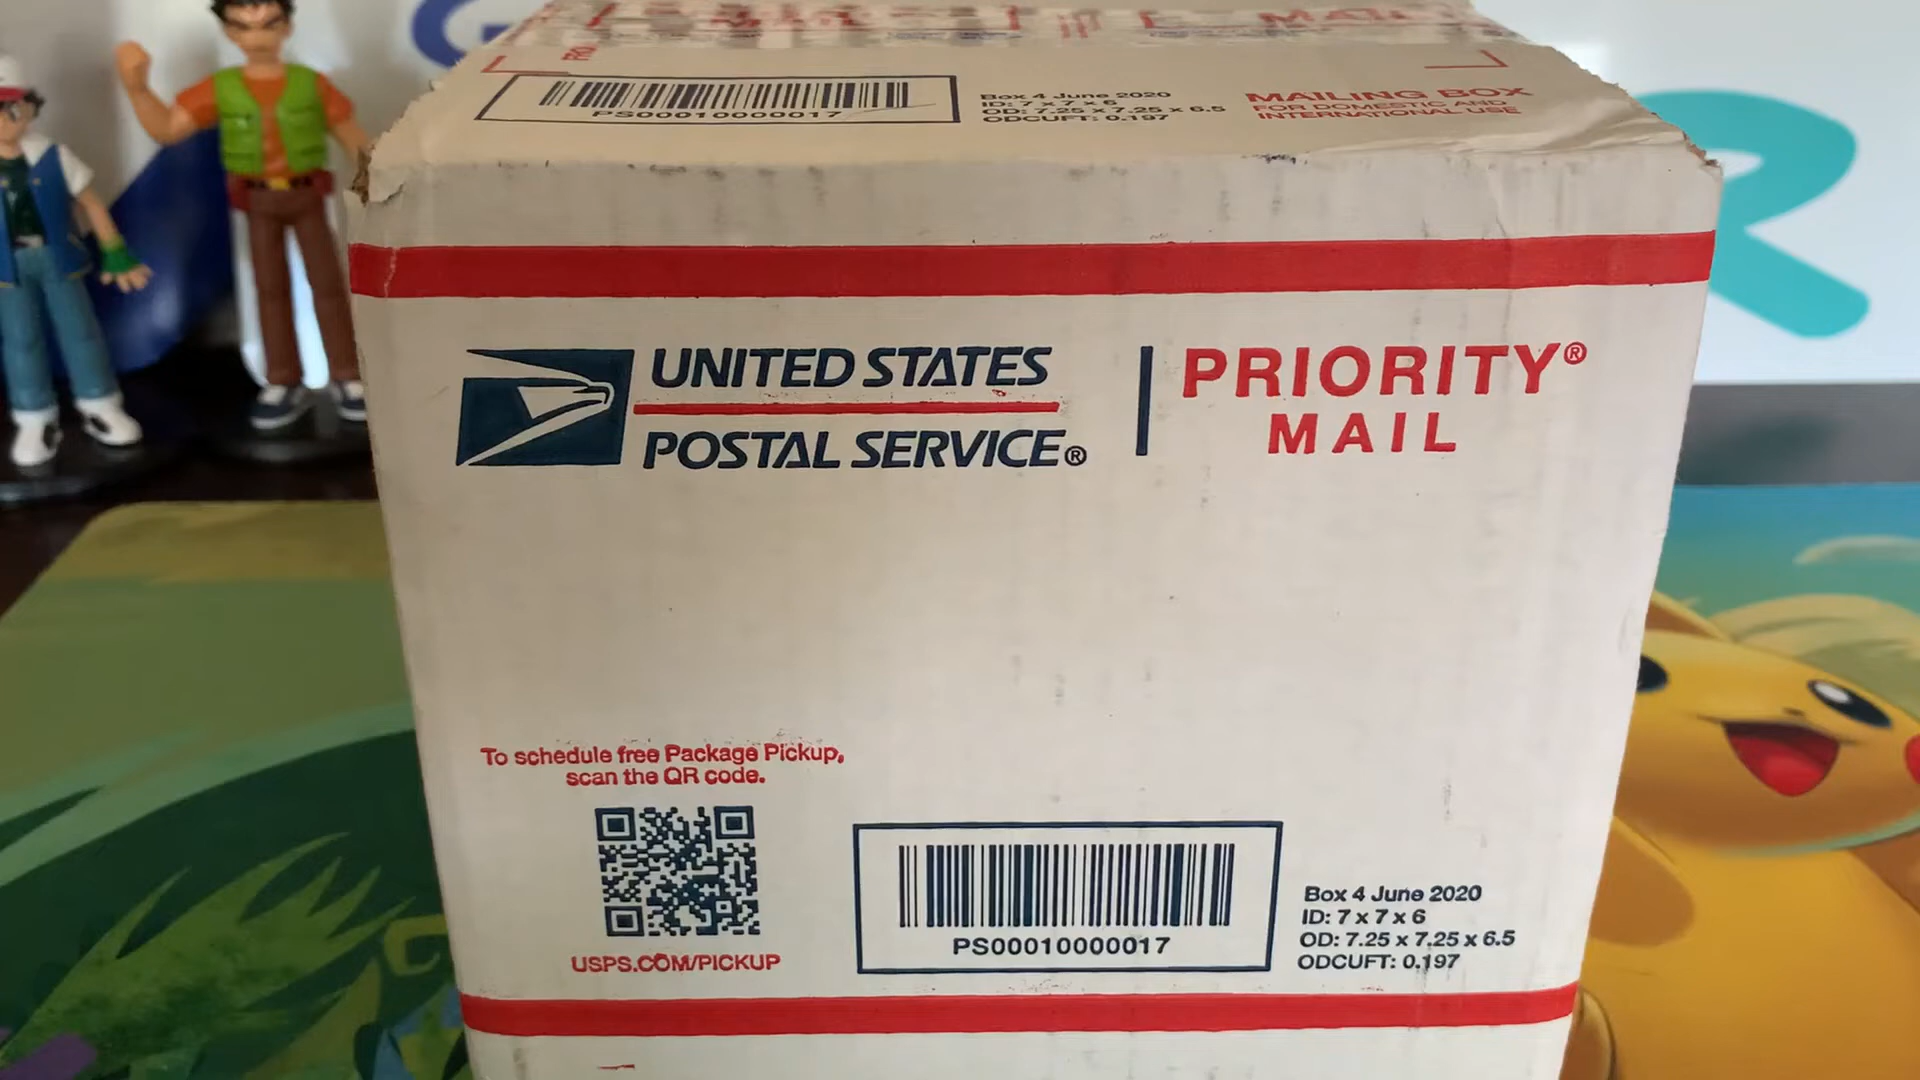 MAIL
MAIL
PS00010000017
Box 4 June 2020
ID: 7 x 7 x 6
OD: 7.25 x 7.25 x 6.5
ODCUFT: 0.197
MAILING BOX
FOR DOMESTIC AND
INTERNATIONAL USE
UNITED STATES
POSTAL SERVICE®
PRIORITY®
MAIL
To schedule free Package Pickup,
scan the QR code.
USPS.COM/PICKUP
PS00010000017
Box 4 June 2020
ID: 7 x 7 x 6
OD: 7.25 x 7.25 x 6.5
ODCUFT: 0.197